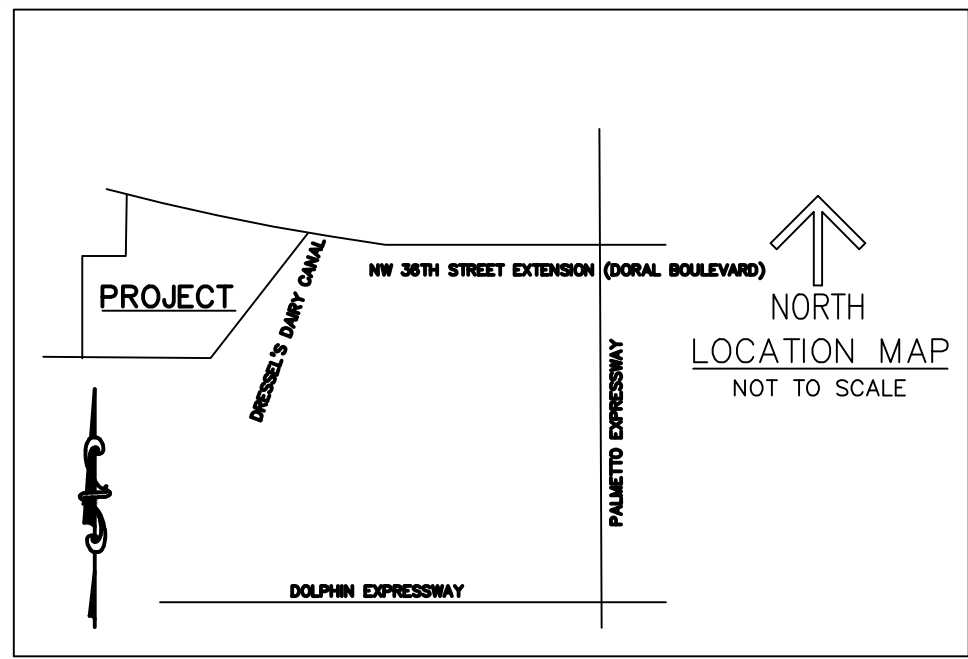 DRESSEL'S DAIRY CANAL
NW 36TH STREET EXTENSION (DORAL BOULEVARD)
PROJECT
NORTH
LOCATION MAP
NOT TO SCALE
PALMETTO EXPRESSWAY
DOLPHIN EXPRESSWAY